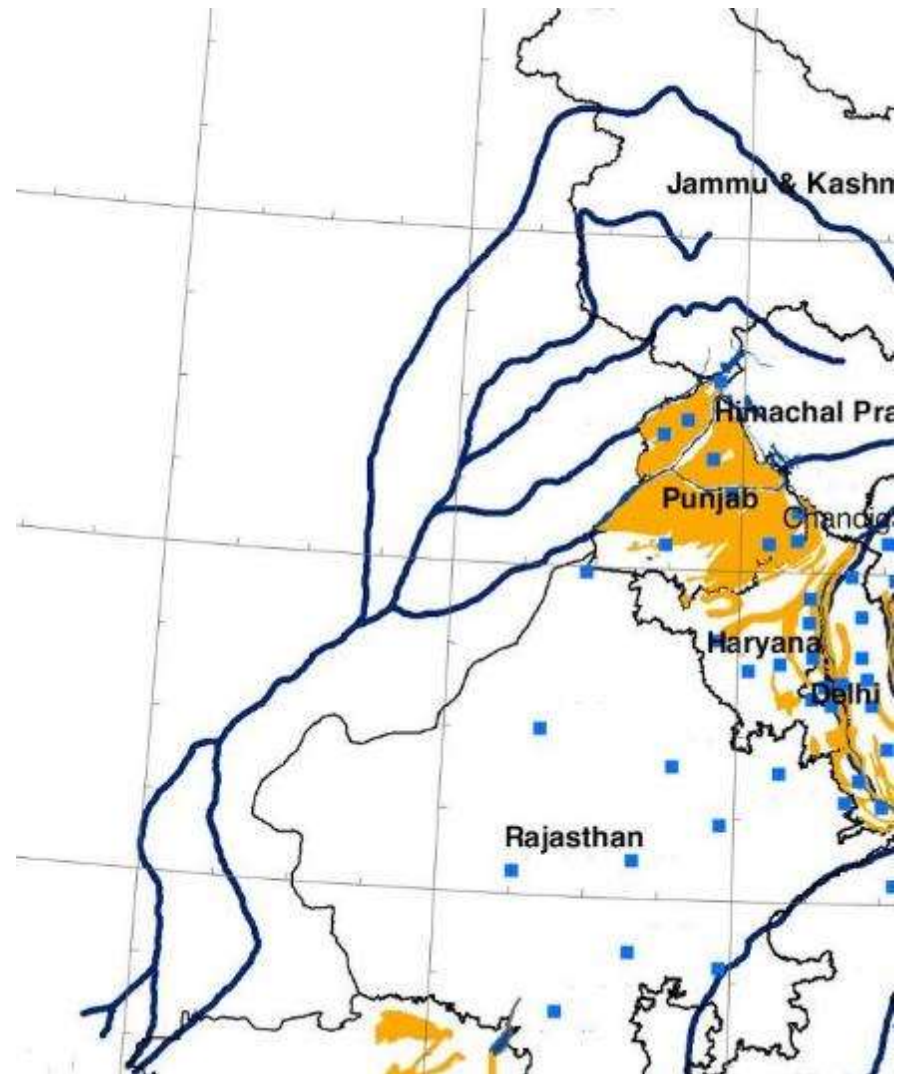 Jammu & Kashm
Himachal Pra
Punjab
Chandig
Haryana
Delhi
Rajasthan